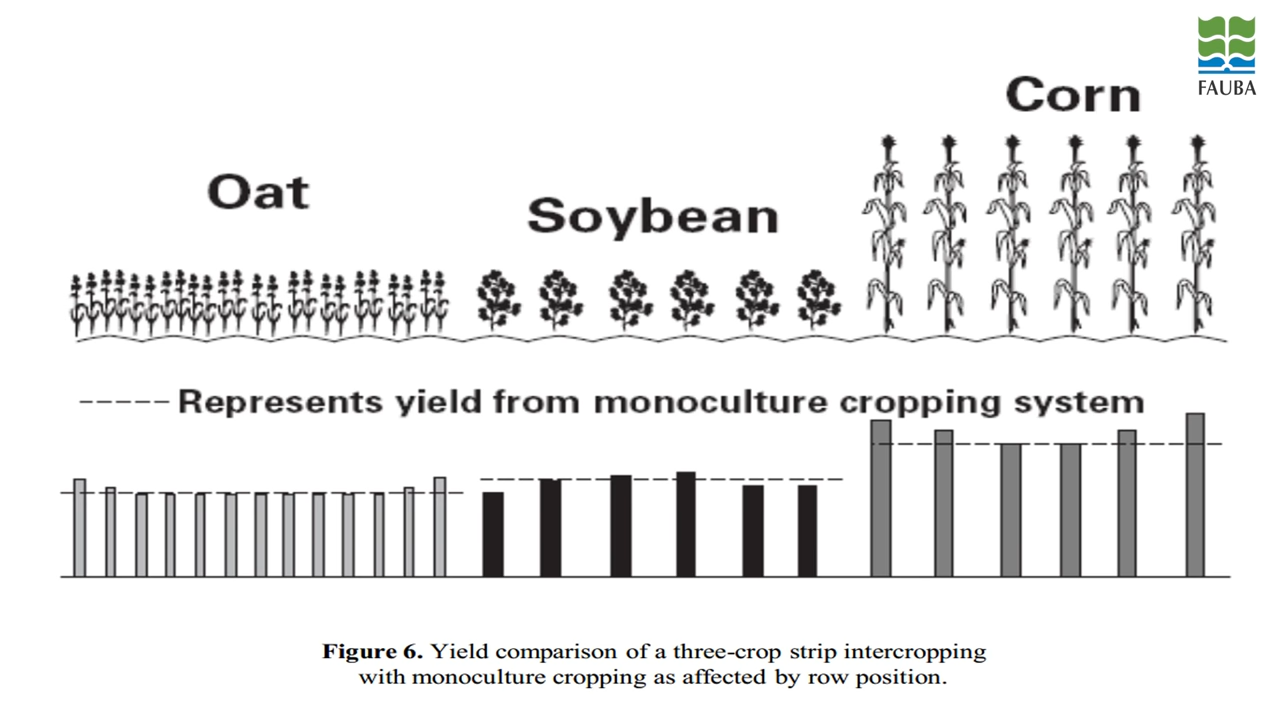 FAUBA
Corn
Oat
Soybean
Represents yield from monoculture cropping system
Figure 6. Yield comparison of a three-crop strip intercropping
with monoculture cropping as affected by row position.